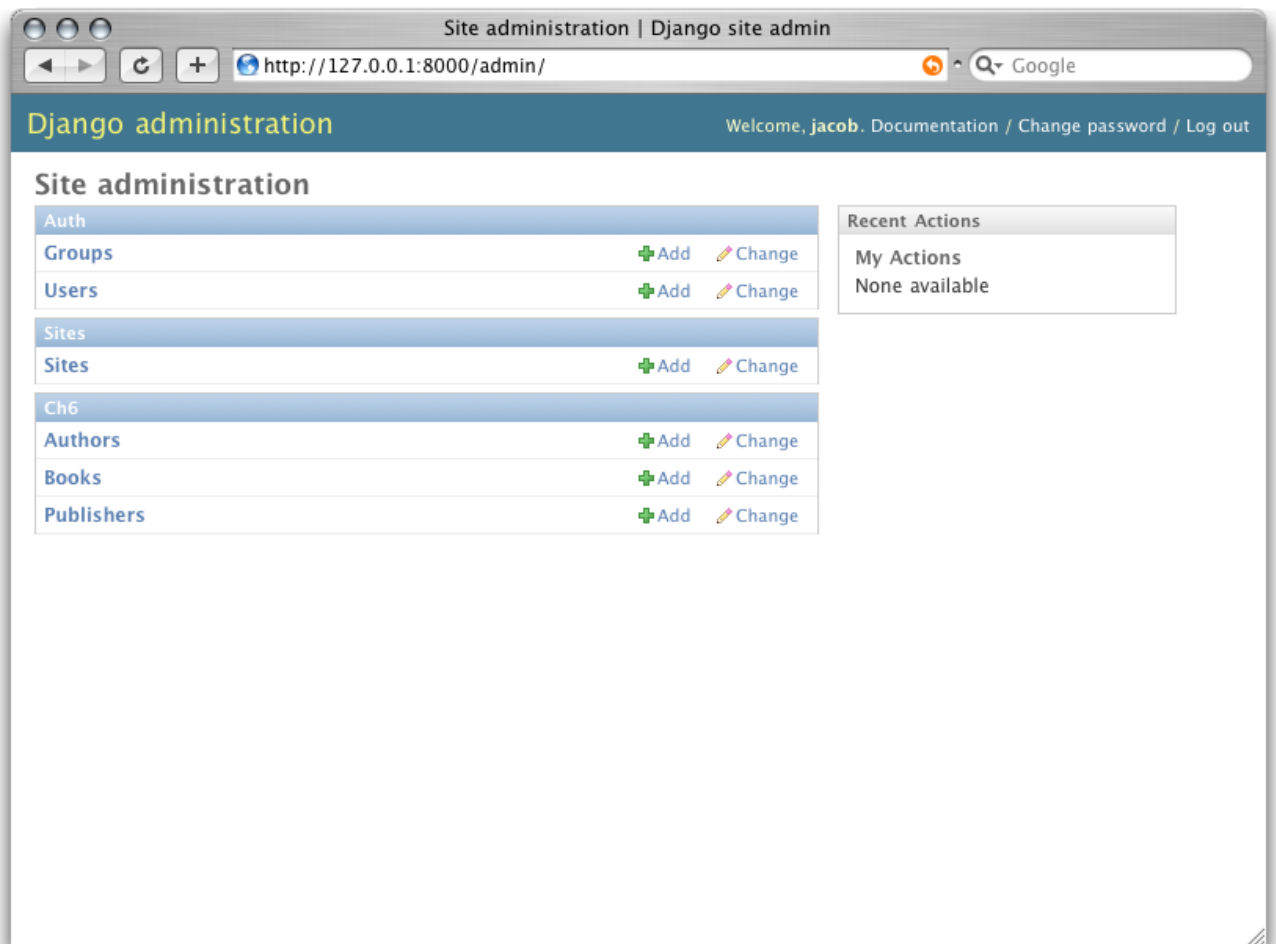 Site administration | Django site admin
http://127.0.0.1:8000/admin/
Google
Django administration
Welcome, jacob. Documentation / Change password / Log out
Site administration
Auth
Groups Add Change
Users Add Change
Sites
Sites Add Change
Ch6
Authors Add Change
Books Add Change
Publishers Add Change
Recent Actions
My Actions
None available